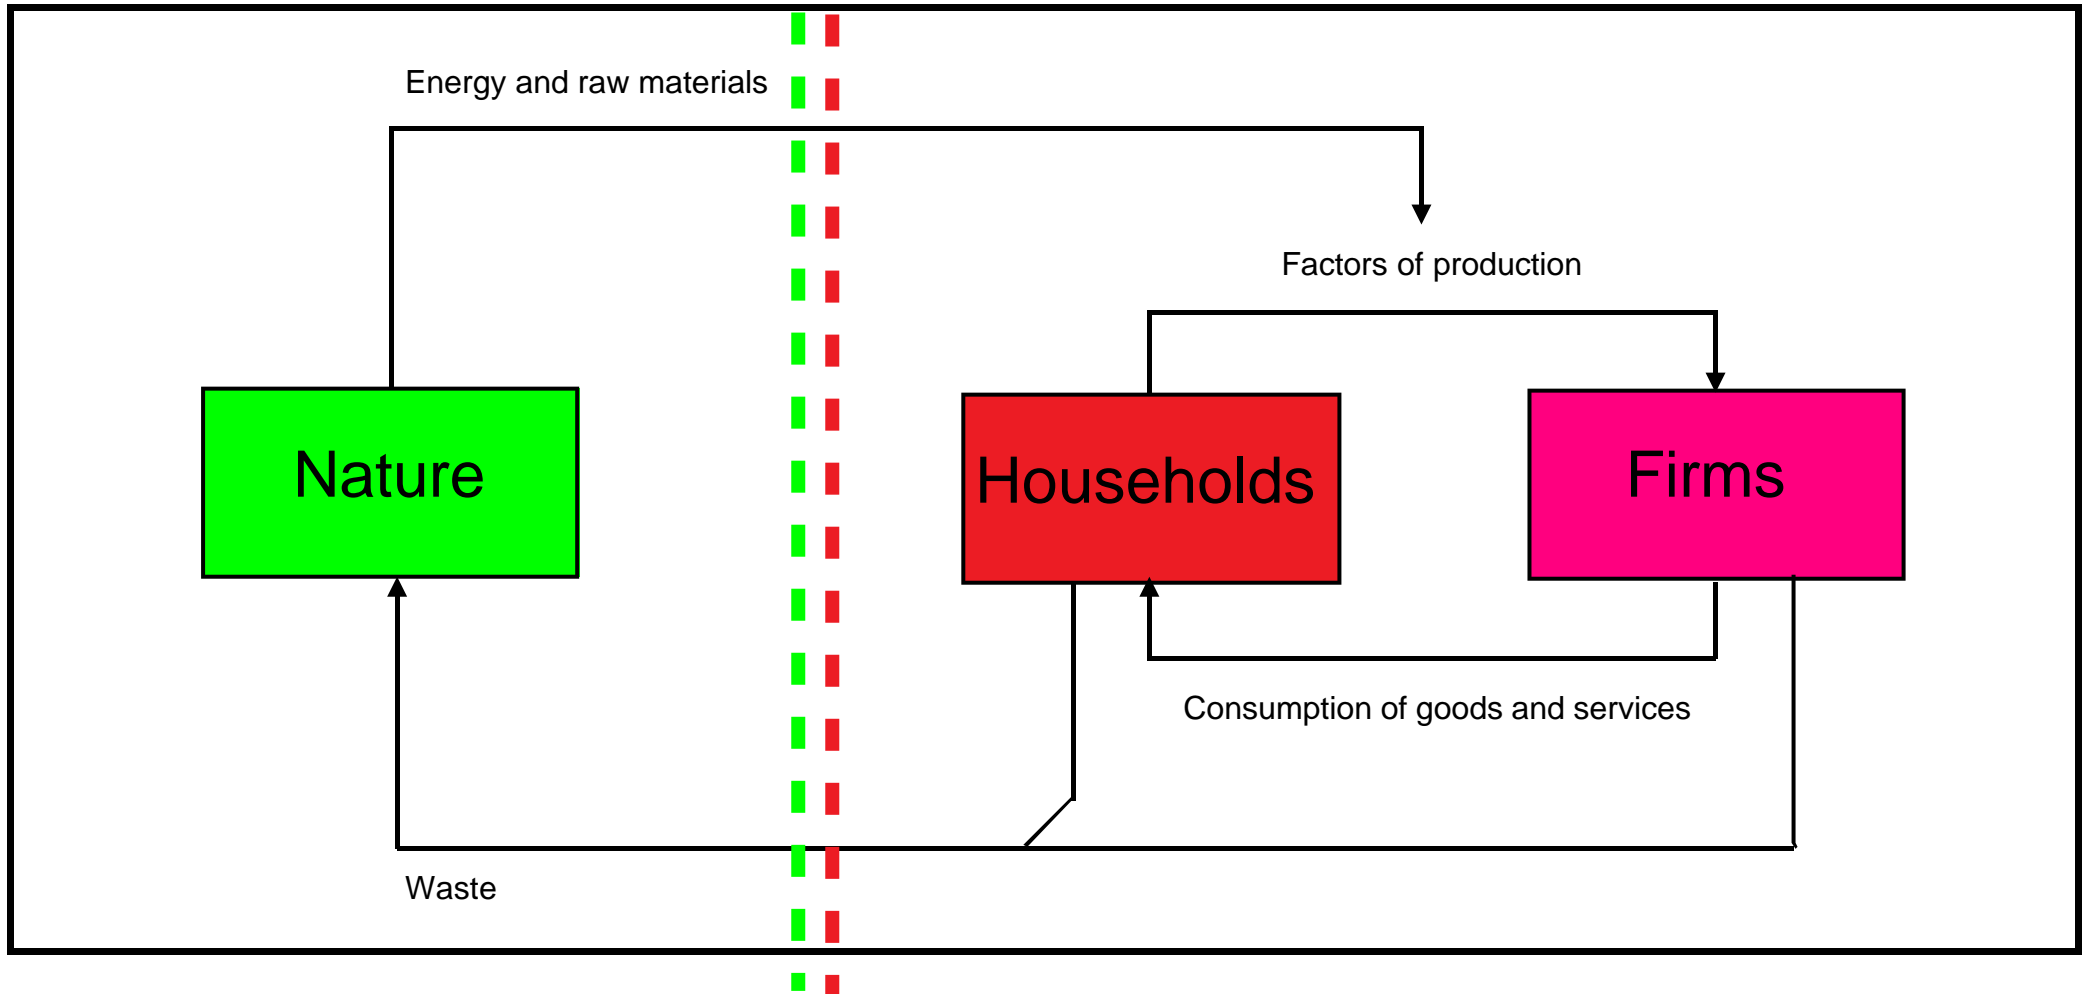 Energy and raw materials
Factors of production
Nature
Households
Firms
Consumption of goods and services
Waste